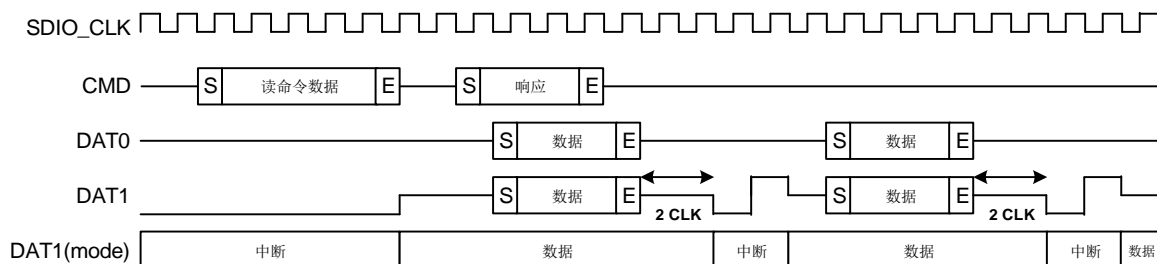 SDIO_CLK
CMD S 读命令数据 E S 响应 E
DAT0 S 数据 E S 数据 E
DAT1 S 数据 E S 数据 E
2 CLK 2 CLK
DAT1(mode) 中断 数据 中断 数据 中断 数据